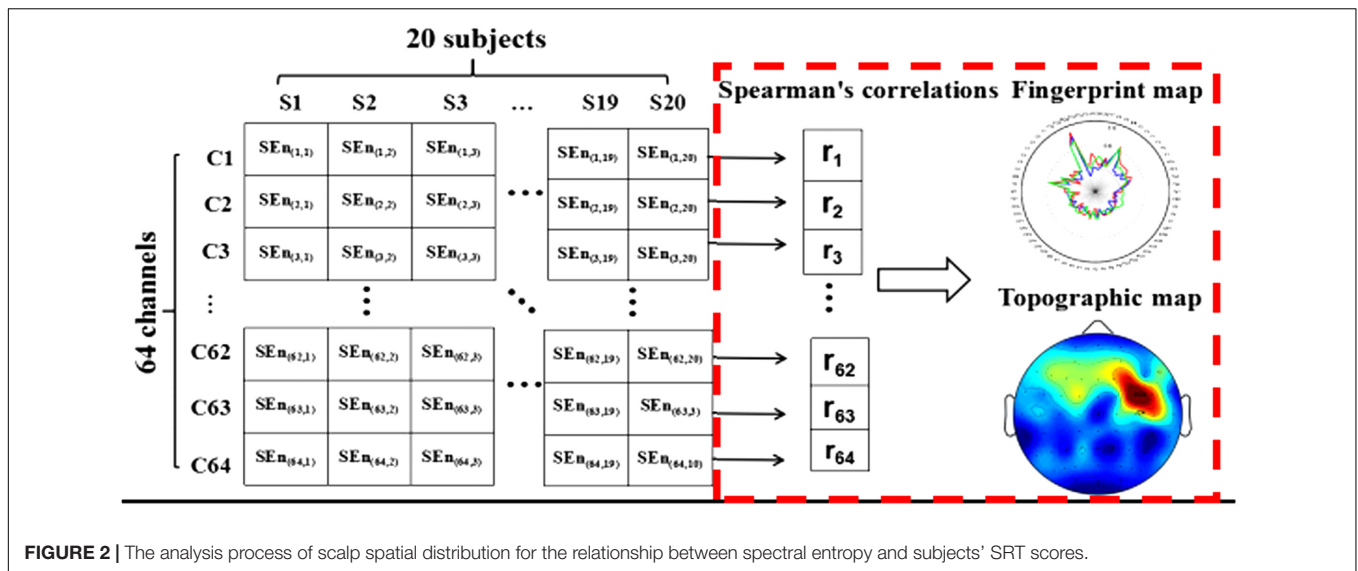 20 subjects
S1 S2 S3 ... S19 S20
Spearman's correlations Fingerprint map
64 channels
C1 SEn(1,1) SEn(1,2) SEn(1,3) SEn(1,19) SEn(1,20) r1
C2 SEn(2,1) SEn(2,2) SEn(2,3) ... SEn(2,19) SEn(2,20) r2
C3 SEn(3,1) SEn(3,2) SEn(3,3) SEn(3,19) SEn(3,20) r3
Topographic map
C62 SEn(62,1) SEn(62,2) SEn(62,3) SEn(62,19) SEn(62,20) r62
C63 SEn(63,1) SEn(63,2) SEn(63,3) ... SEn(63,19) SEn(63,3) r63
C64 SEn(64,1) SEn(64,2) SEn(64,3) SEn(64,19) SEn(64,10) r64
FIGURE 2 | The analysis process of scalp spatial distribution for the relationship between spectral entropy and subjects' SRT scores.